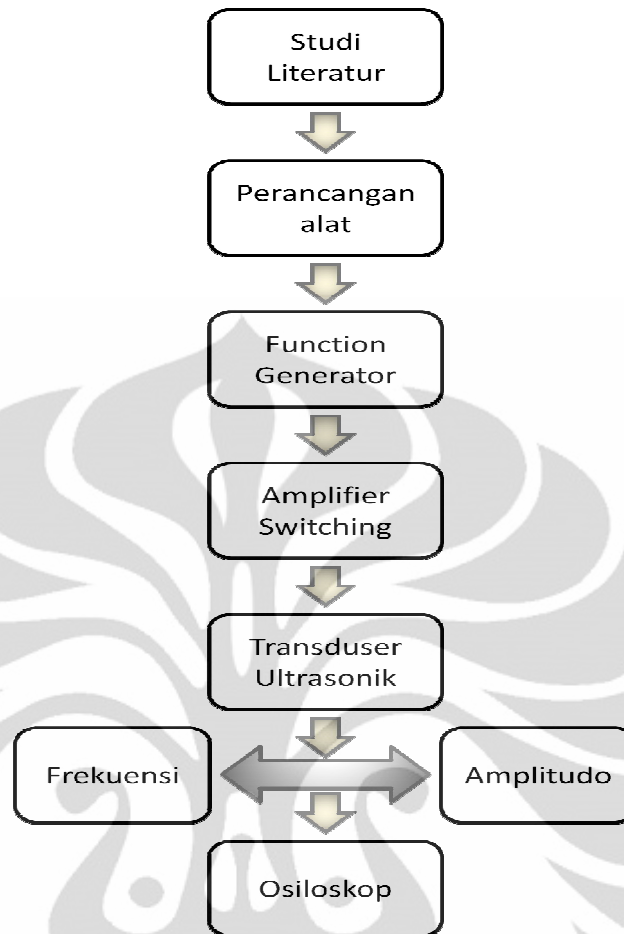 Studi
Literatur
Perancangan
alat
Function
Generator
Amplifier
Switching
Transduser
Ultrasonik
Frekuensi
Amplitudo
Osiloskop